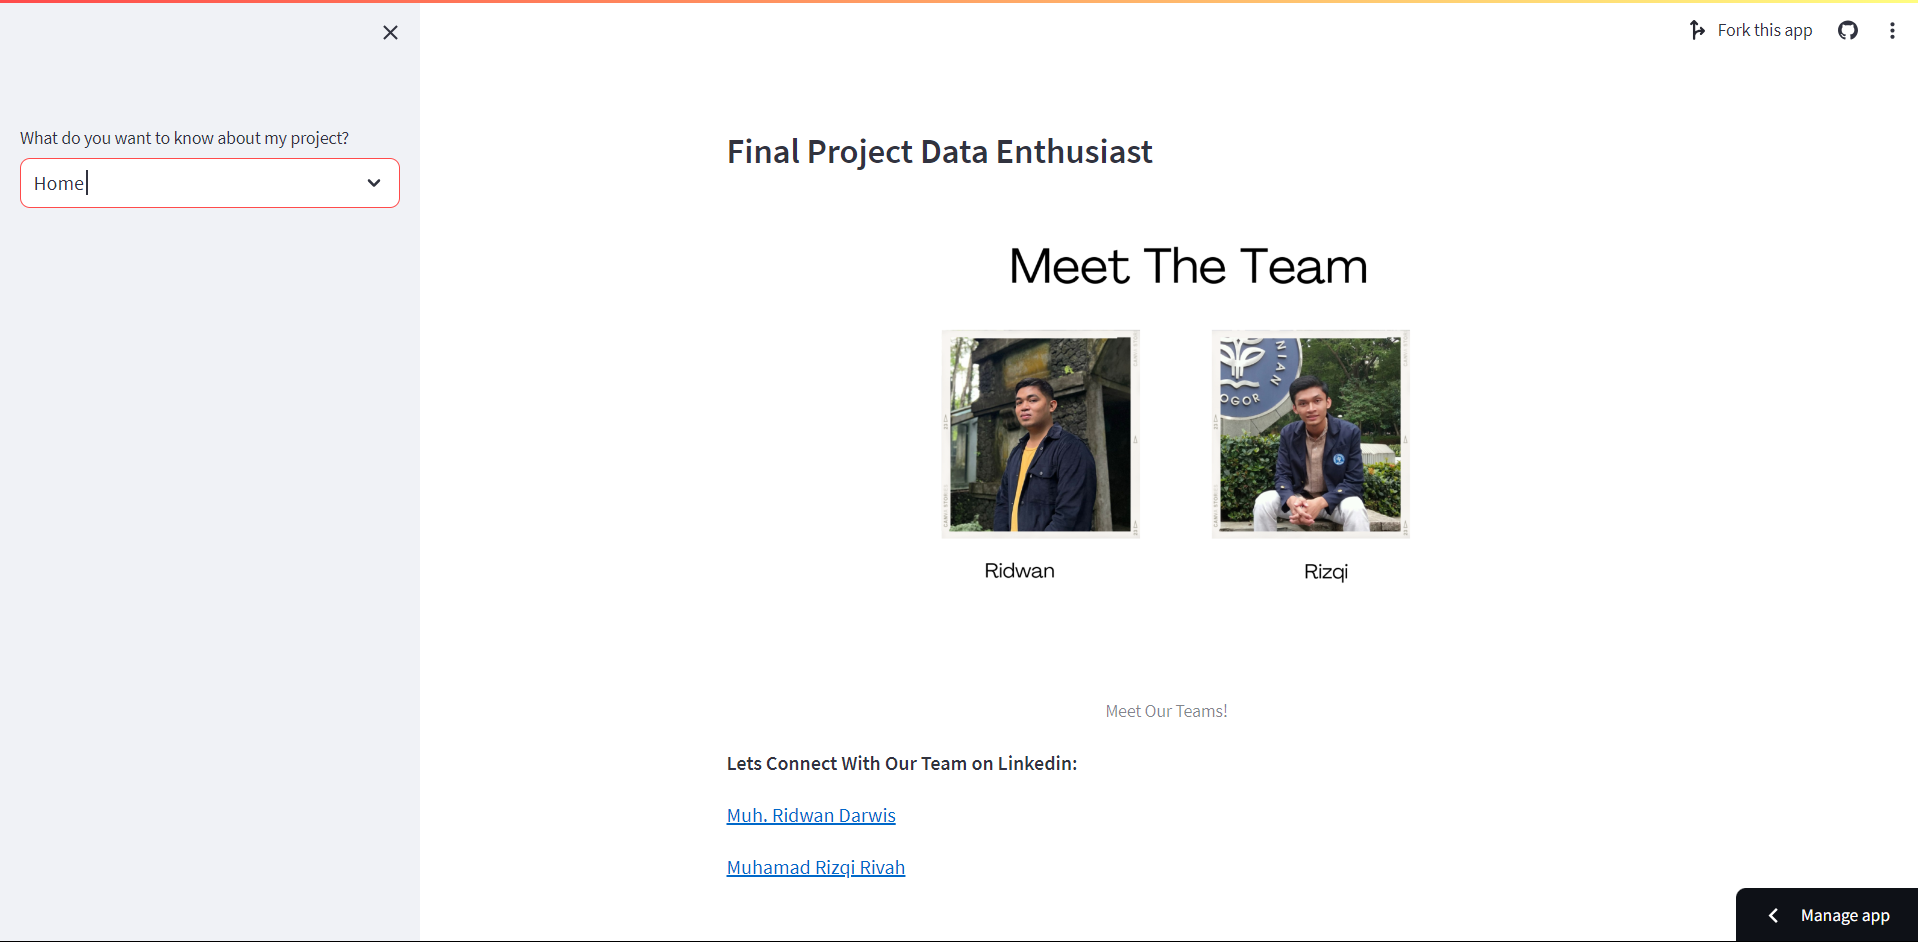 Fork this app
What do you want to know about my project?
Home
Final Project Data Enthusiast
Meet The Team
NIAN
OGOR
Ridwan
Rizqi
Meet Our Teams!
Lets Connect With Our Team on Linkedin:
Muh. Ridwan Darwis
Muhamad Rizqi Rivah
Manage app